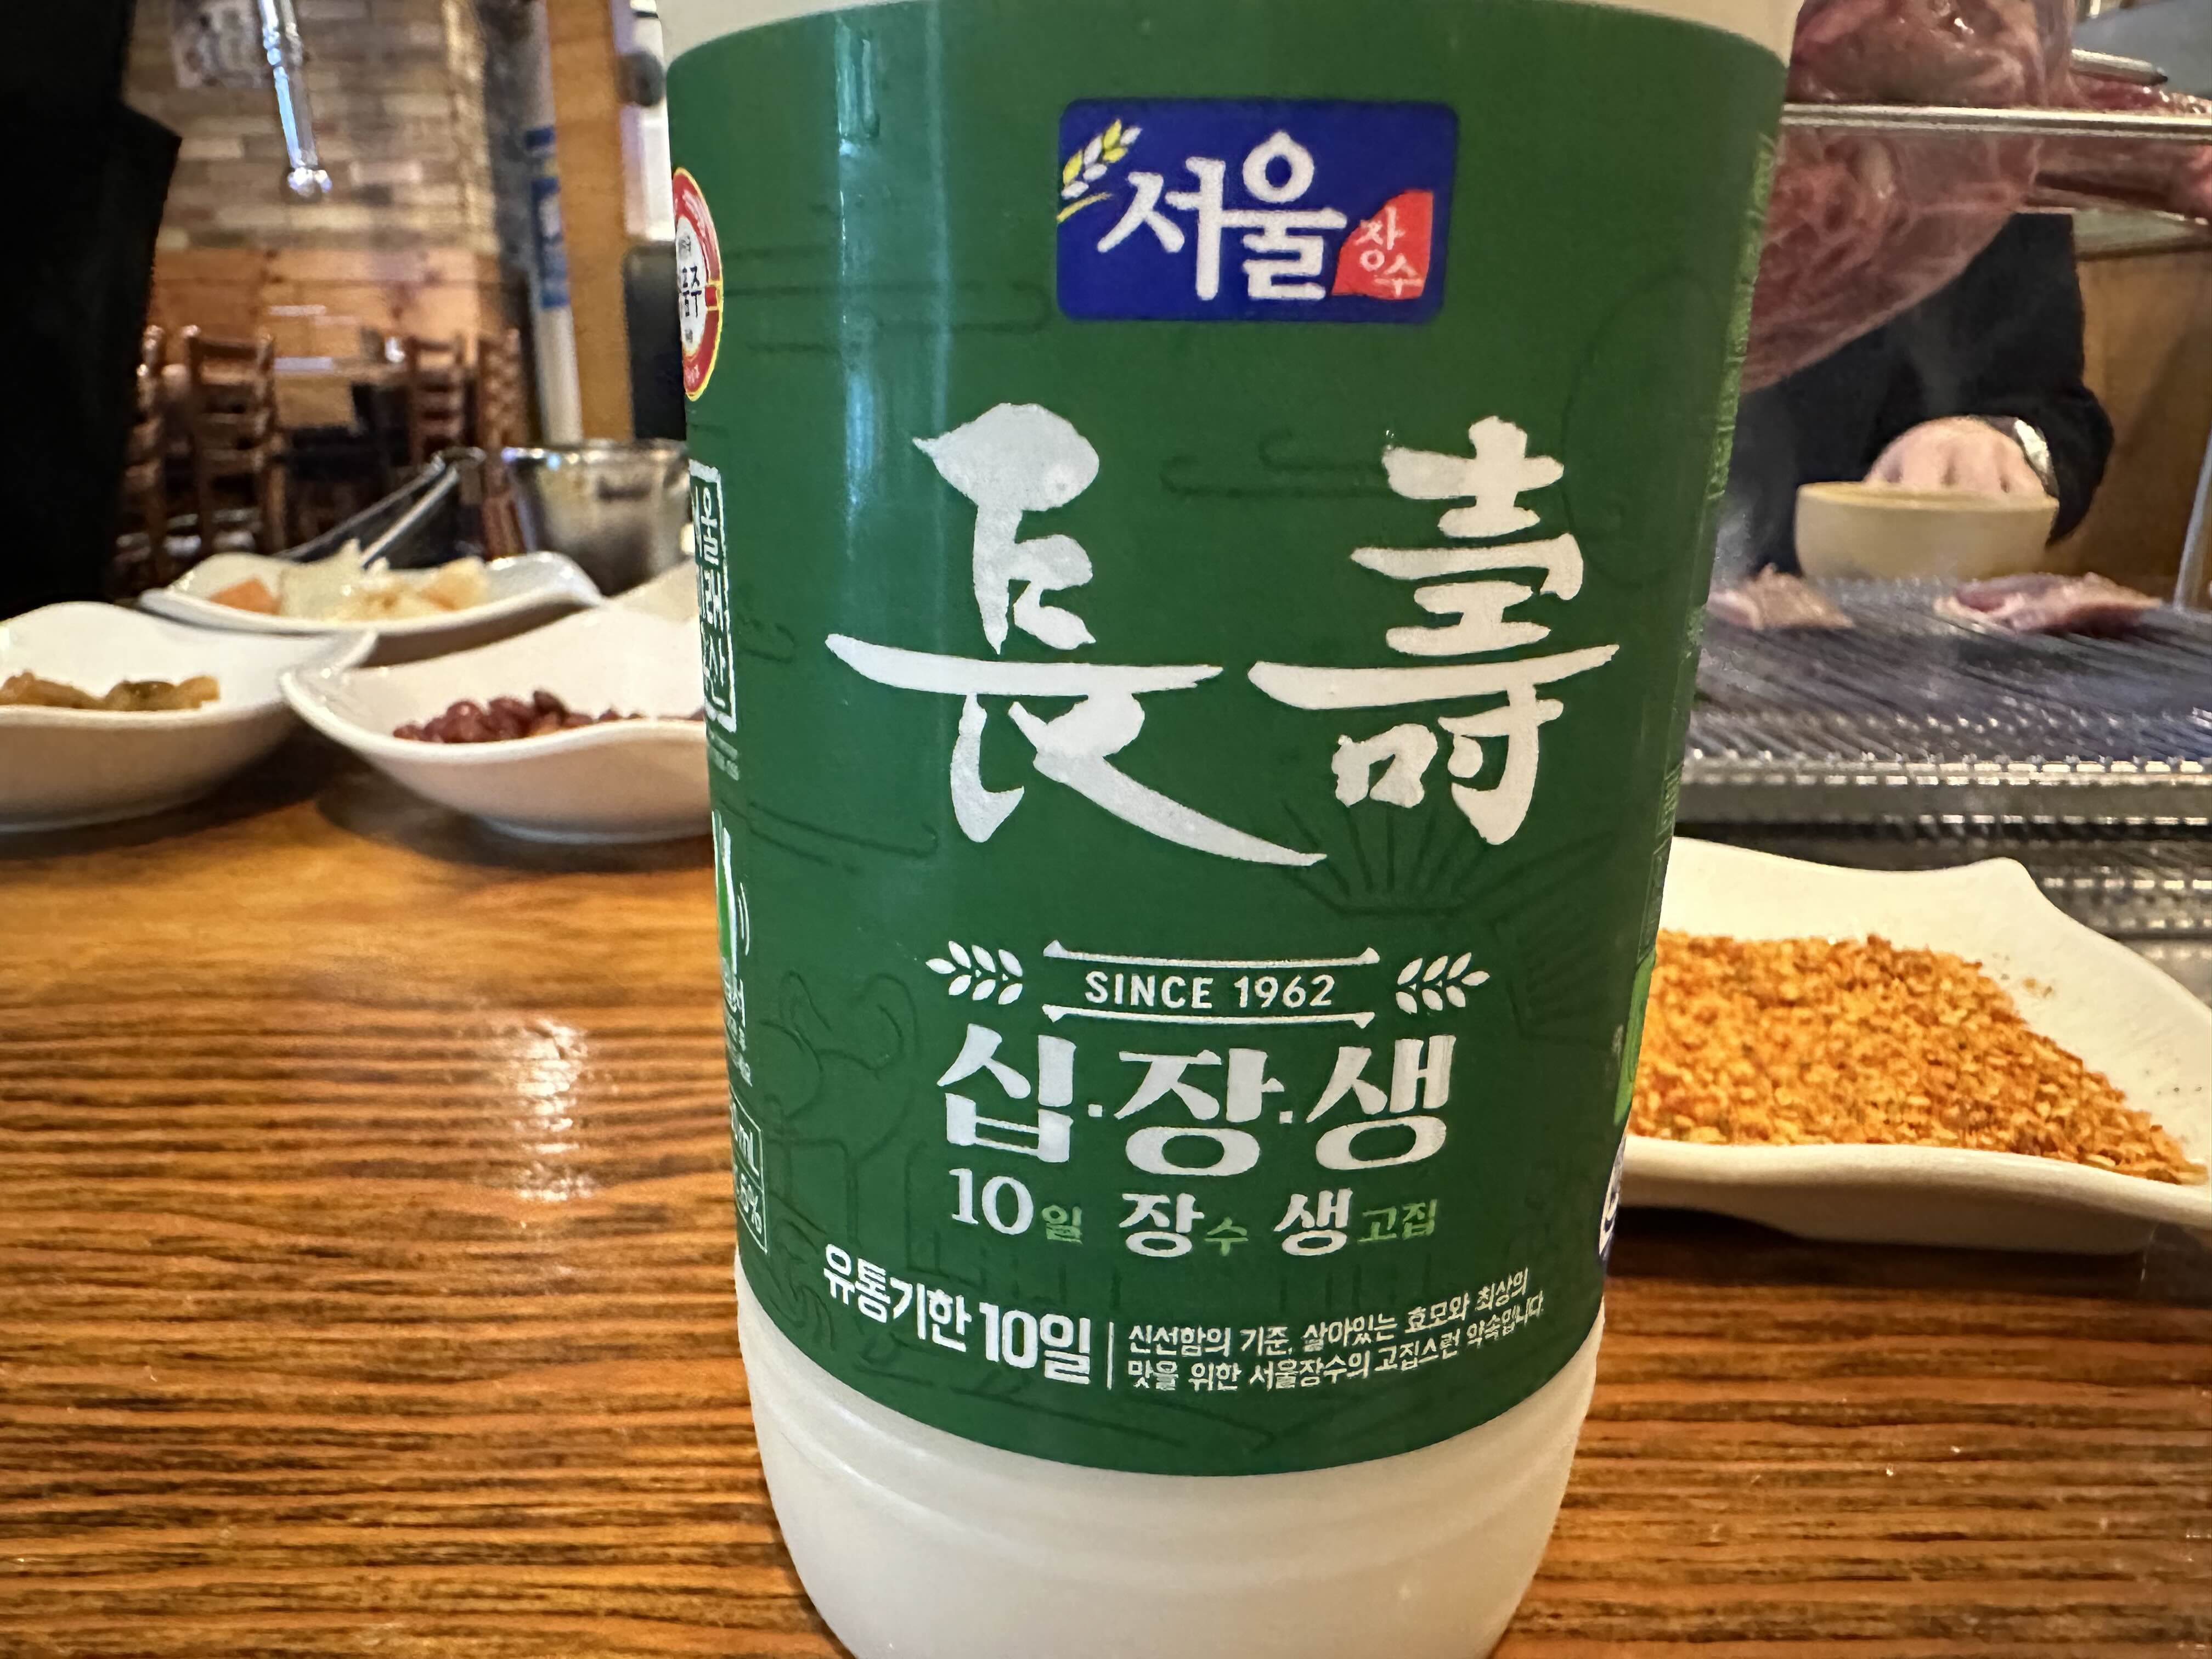 서울 장수
長壽
SINCE 1962
십·장·생
10일 장수 생고집
유통기한 10일
신선함의 기준, 살아있는 효모와 최상의
맛을 위한 서울장수의 고집스런 약속입니다.